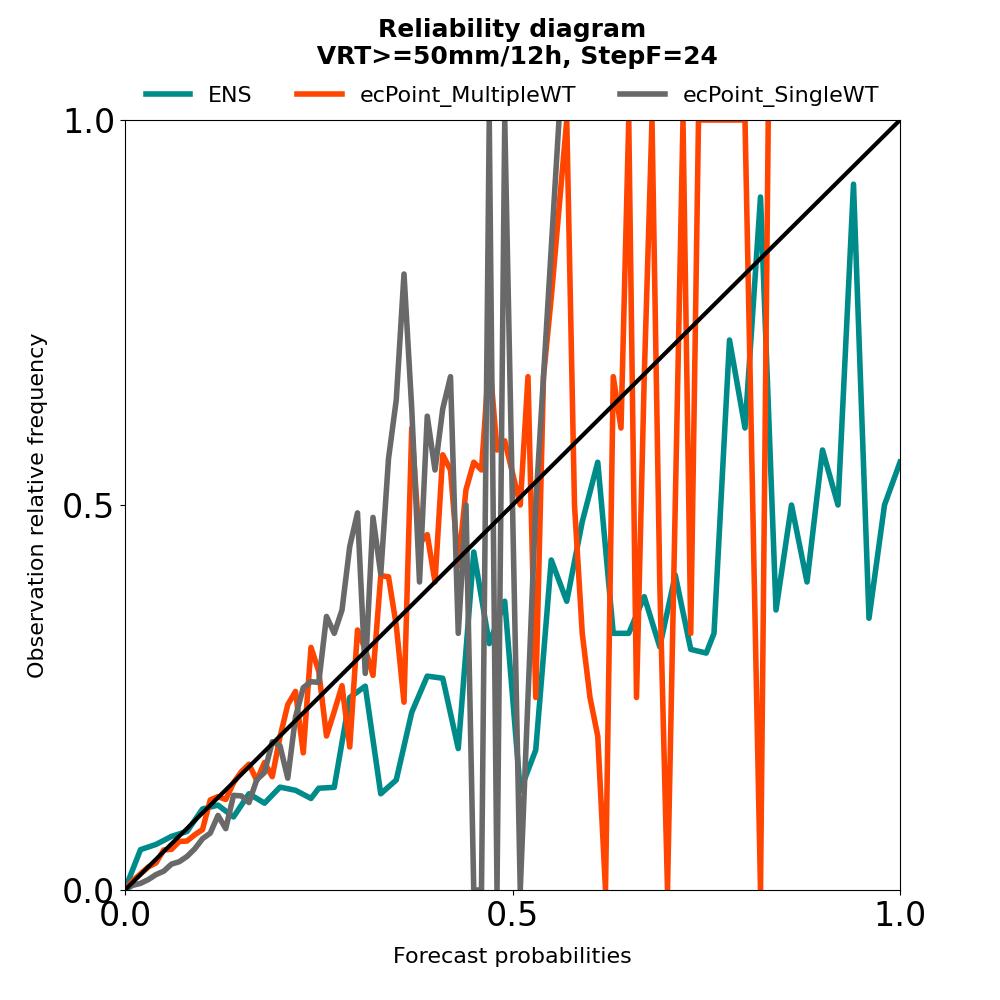 Reliability diagram
VRT>=50mm/12h, StepF=24
ENS ecPoint_MultipleWT ecPoint_SingleWT
1.0
Observation relative frequency
0.5
0.0
0.0 0.5 1.0
Forecast probabilities